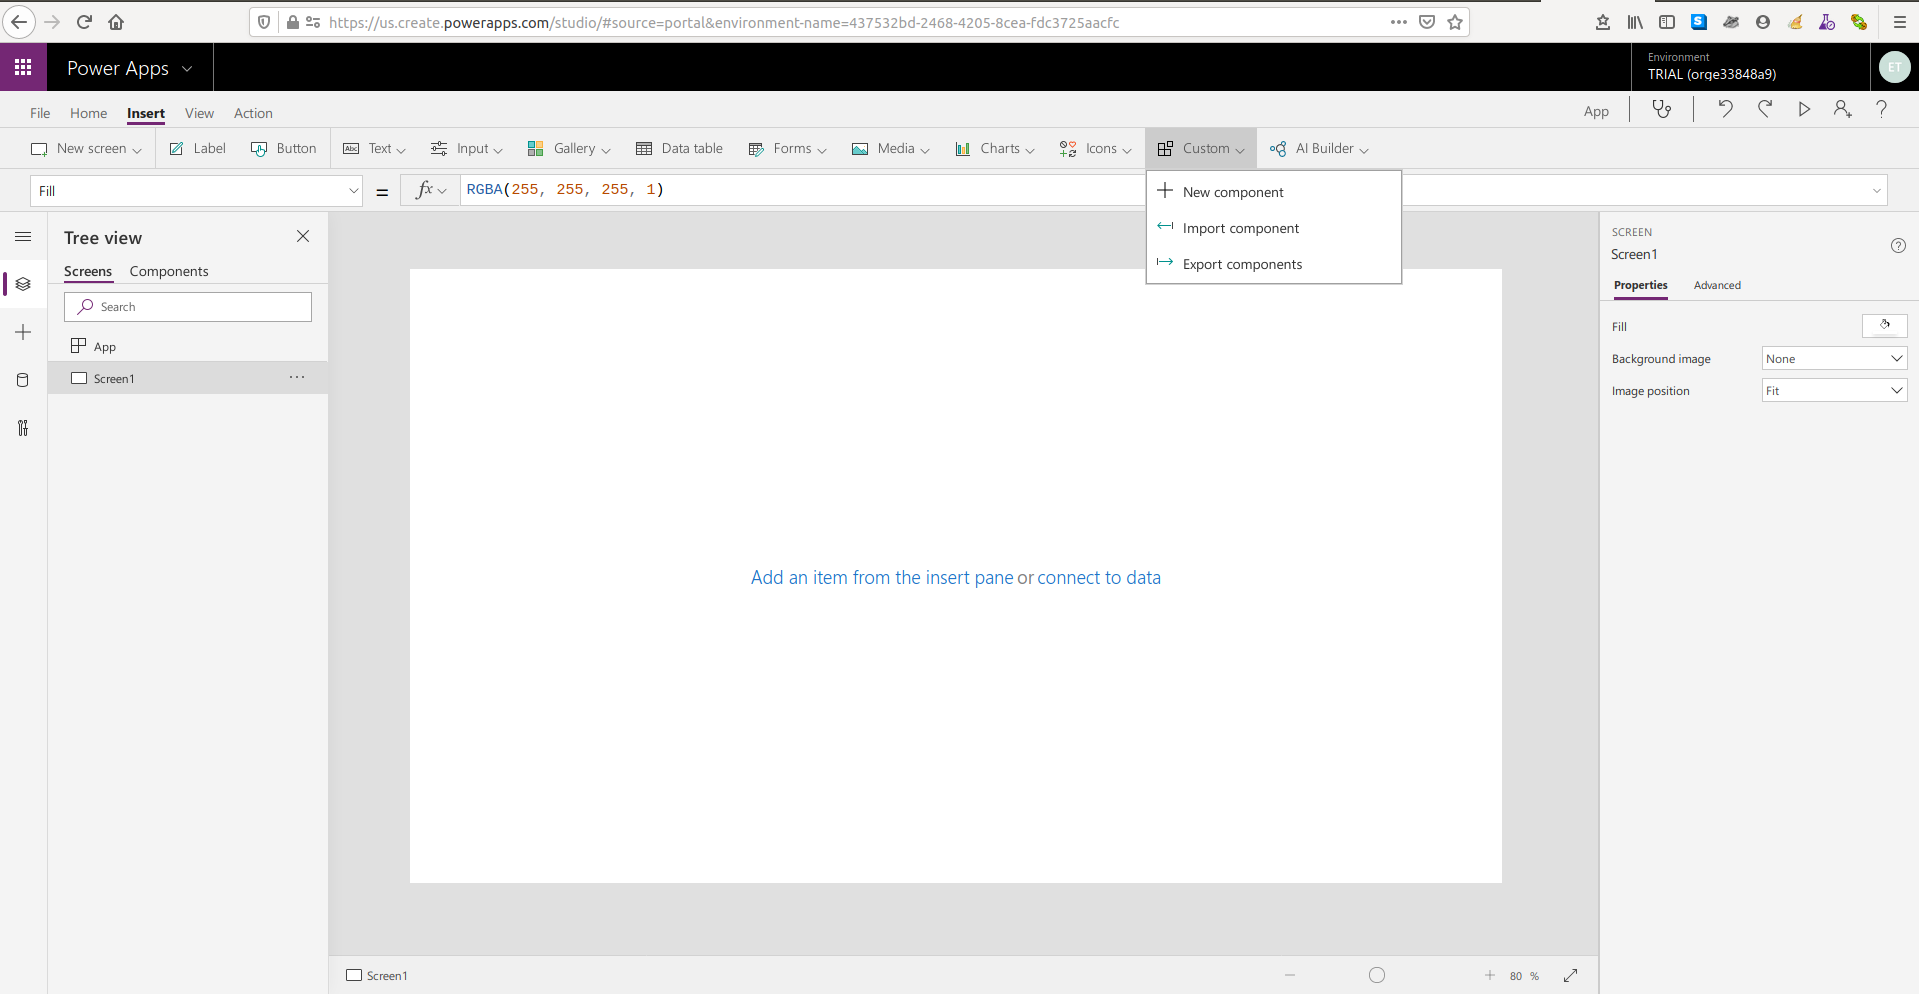 https://us.create.powerapps.com/studio/#source=portal&environment-name=437532bd-2468-4205-8cea-fdc3725aacfc
Power Apps
Environment
TRIAL (orge33848a9)
ET
File Home Insert View Action
App
New screen Label Button Abc Text Input Gallery Data table Forms Media Charts Icons Custom AI Builder
Fill = fx RGBA(255, 255, 255, 1)
New component
Import component
Export components
Tree view
Screens Components
Search
App
Screen1
Add an item from the insert pane or connect to data
SCREEN
Screen1
Properties Advanced
Fill
Background image None
Image position Fit
Screen1
80 %